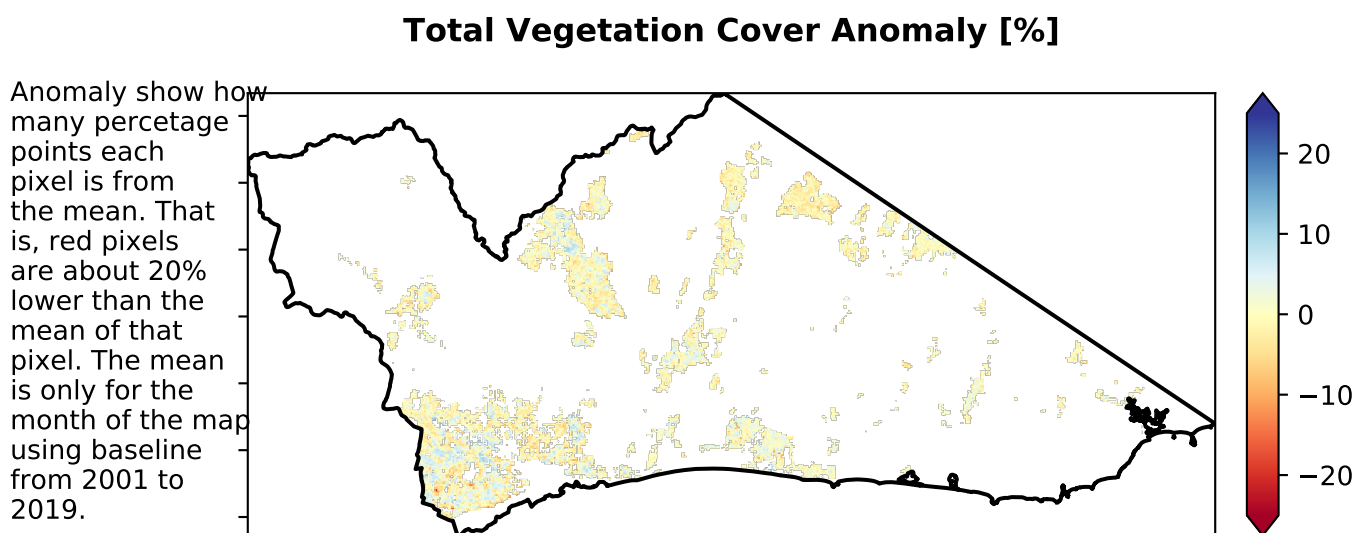 Total Vegetation Cover Anomaly [%]
Anomaly show how
many percetage
points each
pixel is from
the mean. That
is, red pixels
are about 20%
lower than the
mean of that
pixel. The mean
is only for the
month of the map
using baseline
from 2001 to
2019.
20
10
0
−10
−20